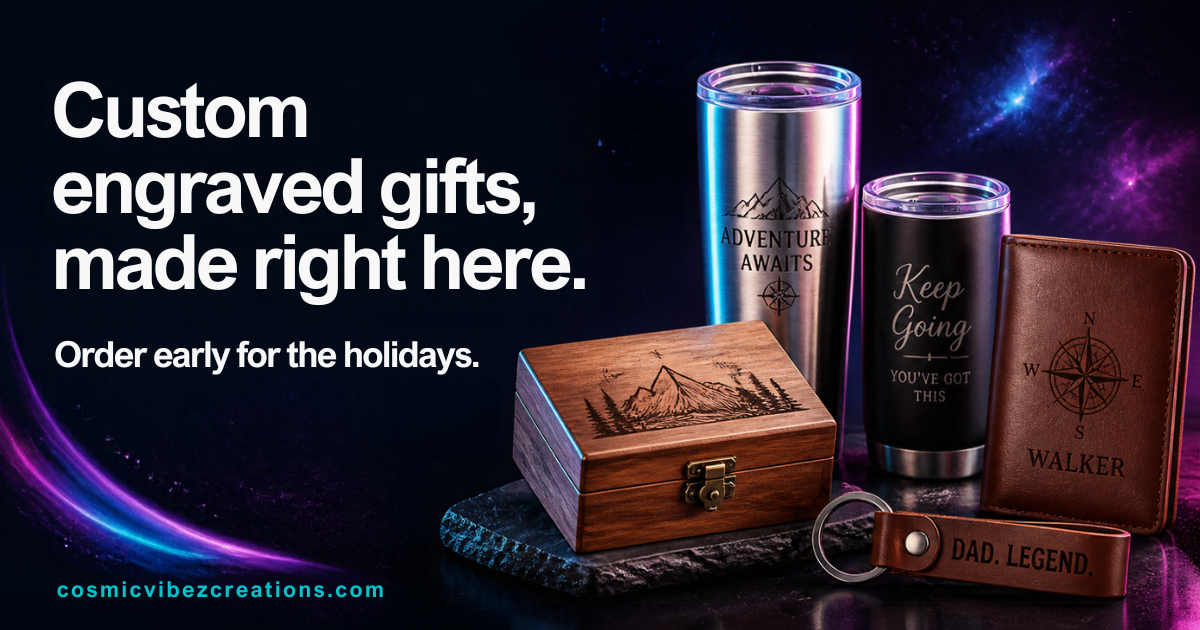 Custom
engraved gifts,
made right here.
Order early for the holidays.
cosmicvibezcreations.com
ADVENTURE
AWAITS
Keep
Going
YOU'VE GOT
THIS
N
W E
S
WALKER
DAD. LEGEND.